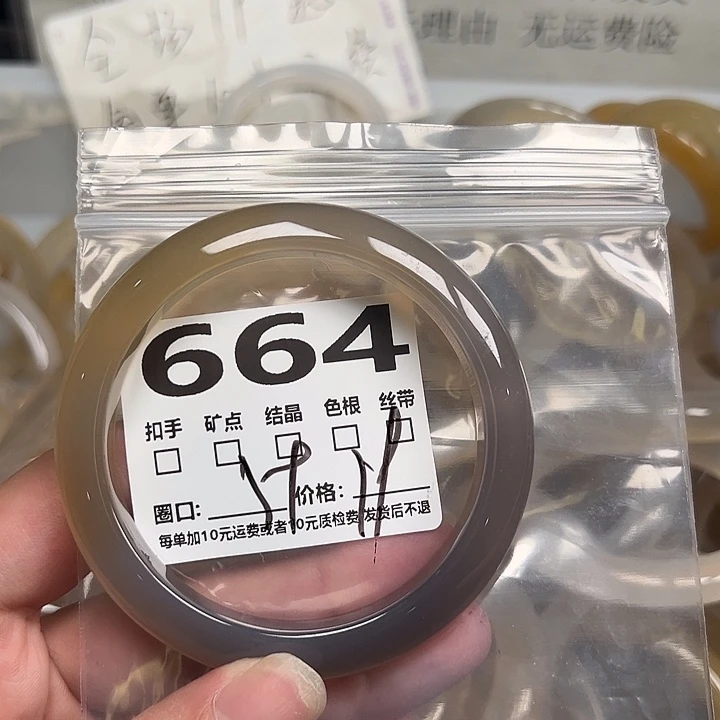 全场
理由 无运费险
664
扣手 矿点 结晶 色根 丝带
圈口: 价格:
每单加10元运费或者10元质检费 发货后不退